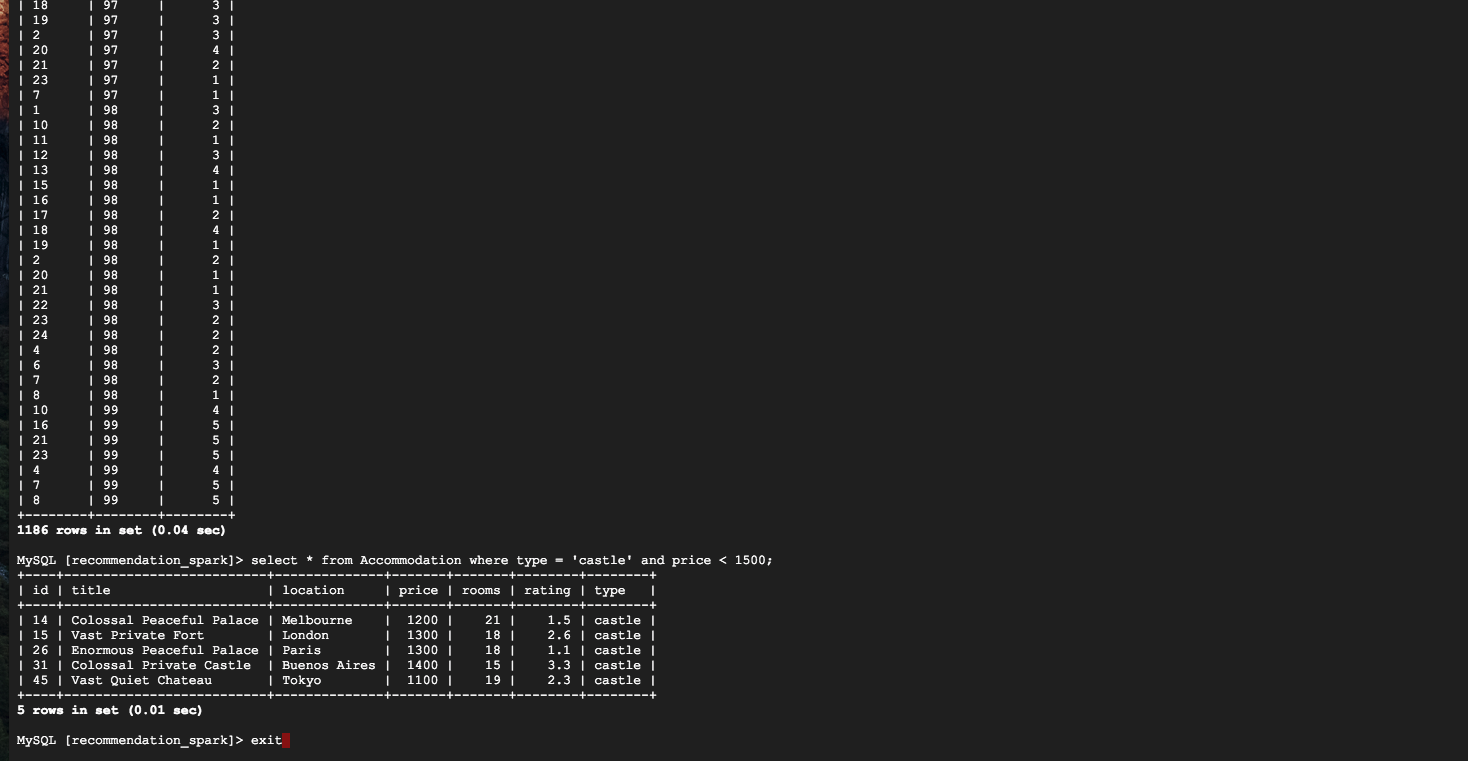 | 18     | 97     |      3 |
| 19     | 97     |      3 |
| 2      | 97     |      3 |
| 20     | 97     |      4 |
| 21     | 97     |      2 |
| 23     | 97     |      1 |
| 7      | 97     |      1 |
| 1      | 98     |      3 |
| 10     | 98     |      2 |
| 11     | 98     |      1 |
| 12     | 98     |      3 |
| 13     | 98     |      4 |
| 15     | 98     |      1 |
| 16     | 98     |      1 |
| 17     | 98     |      2 |
| 18     | 98     |      4 |
| 19     | 98     |      1 |
| 2      | 98     |      2 |
| 20     | 98     |      1 |
| 21     | 98     |      1 |
| 22     | 98     |      3 |
| 23     | 98     |      2 |
| 24     | 98     |      2 |
| 4      | 98     |      2 |
| 6      | 98     |      3 |
| 7      | 98     |      2 |
| 8      | 98     |      1 |
| 10     | 99     |      4 |
| 16     | 99     |      5 |
| 21     | 99     |      5 |
| 23     | 99     |      5 |
| 4      | 99     |      4 |
| 7      | 99     |      5 |
| 8      | 99     |      5 |
+--------+--------+--------+
1186 rows in set (0.04 sec)
MySQL [recommendation_spark]> select * from Accommodation where type = 'castle' and price < 1500;
+----+--------------------------+--------------+-------+-------+--------+--------+
| id | title                    | location     | price | rooms | rating | type   |
+----+--------------------------+--------------+-------+-------+--------+--------+
| 14 | Colossal Peaceful Palace | Melbourne    |  1200 |    21 |    1.5 | castle |
| 15 | Vast Private Fort        | London       |  1300 |    18 |    2.6 | castle |
| 26 | Enormous Peaceful Palace | Paris        |  1300 |    18 |    1.1 | castle |
| 31 | Colossal Private Castle  | Buenos Aires |  1400 |    15 |    3.3 | castle |
| 45 | Vast Quiet Chateau       | Tokyo        |  1100 |    19 |    2.3 | castle |
+----+--------------------------+--------------+-------+-------+--------+--------+
5 rows in set (0.01 sec)
MySQL [recommendation_spark]> exit